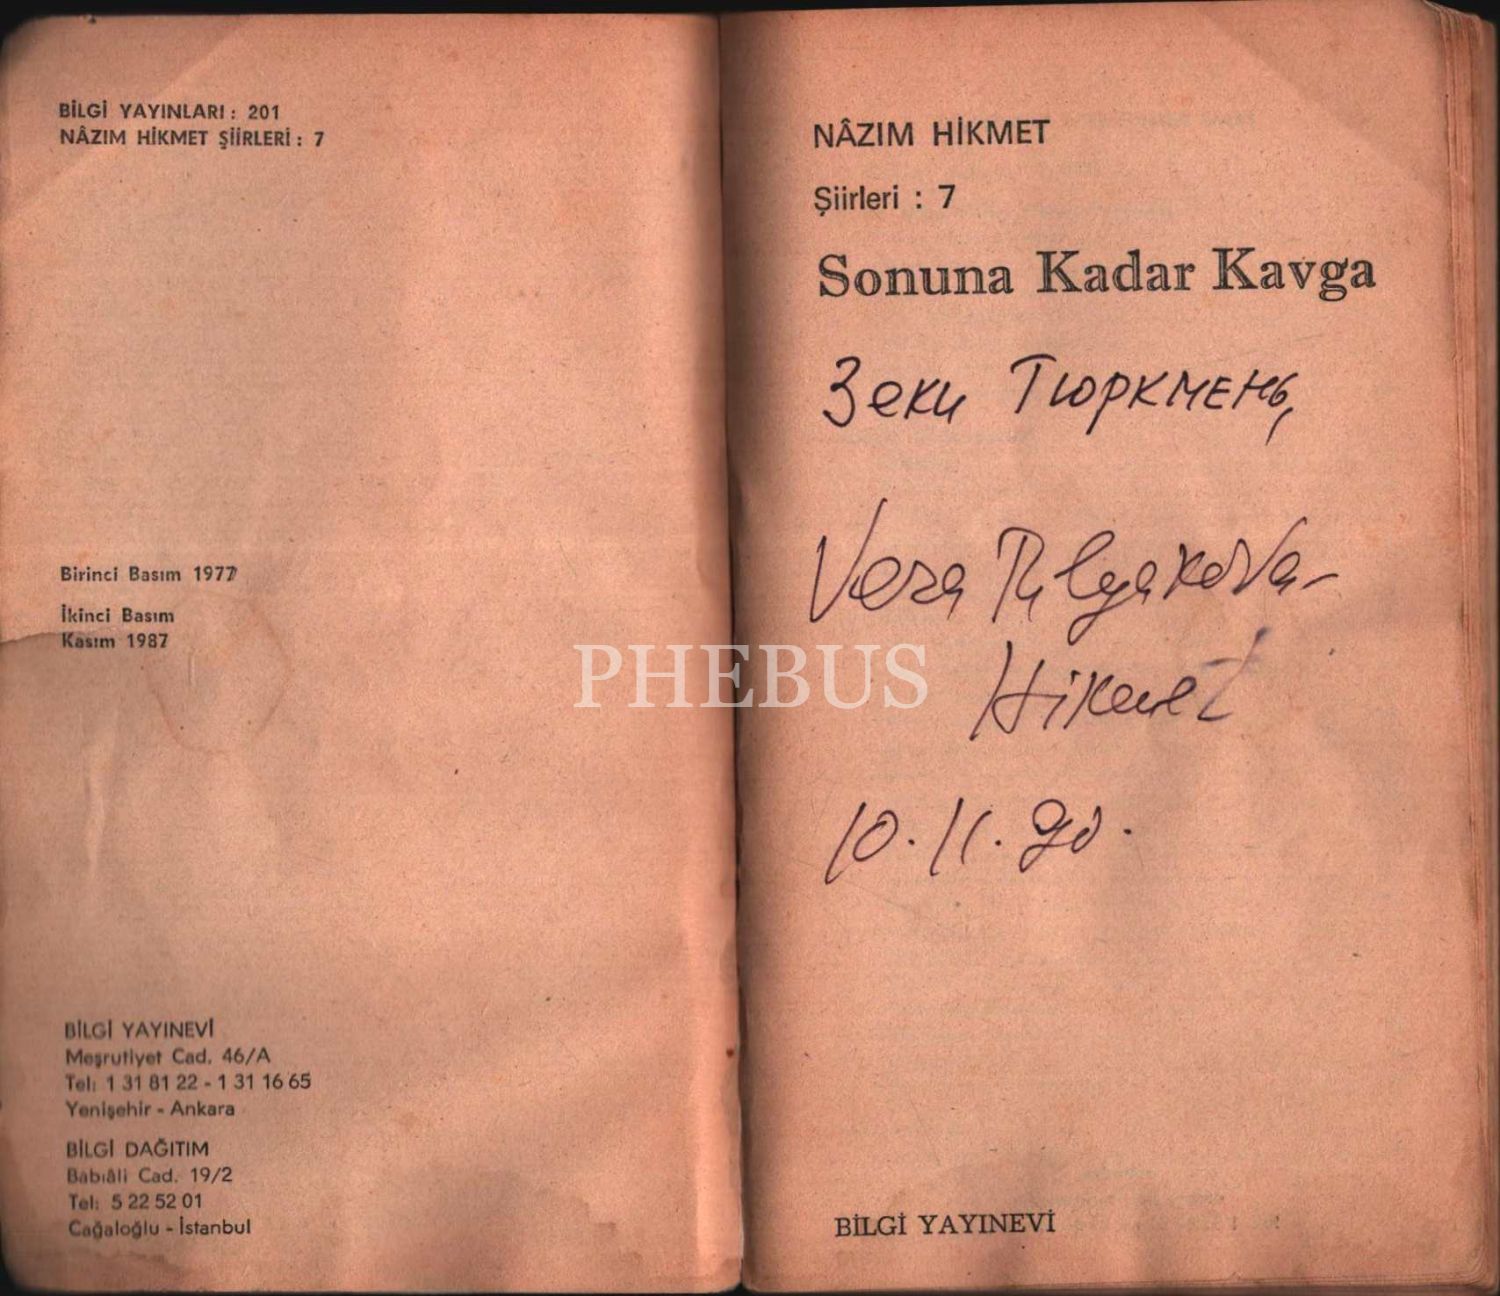 BİLGİ YAYINLARI : 201
NÂZIM HİKMET ŞİİRLERİ : 7
Birinci Basım 1977
İkinci Basım
Kasım 1987
BİLGİ YAYINEVİ
Meşrutiyet Cad. 46/A
Tel: 1 31 81 22 - 1 31 16 65
Yenişehir - Ankara
BİLGİ DAĞITIM
Babıâli Cad. 19/2
Tel: 5 22 52 01
Cağaloğlu - İstanbul
NÂZIM HİKMET
Şiirleri : 7
Sonuna Kadar Kavga
Зеки Тюркмень,
Vera Tulyakova-
Hikmet
10.11.90.
PHEBUS
BİLGİ YAYINEVİ